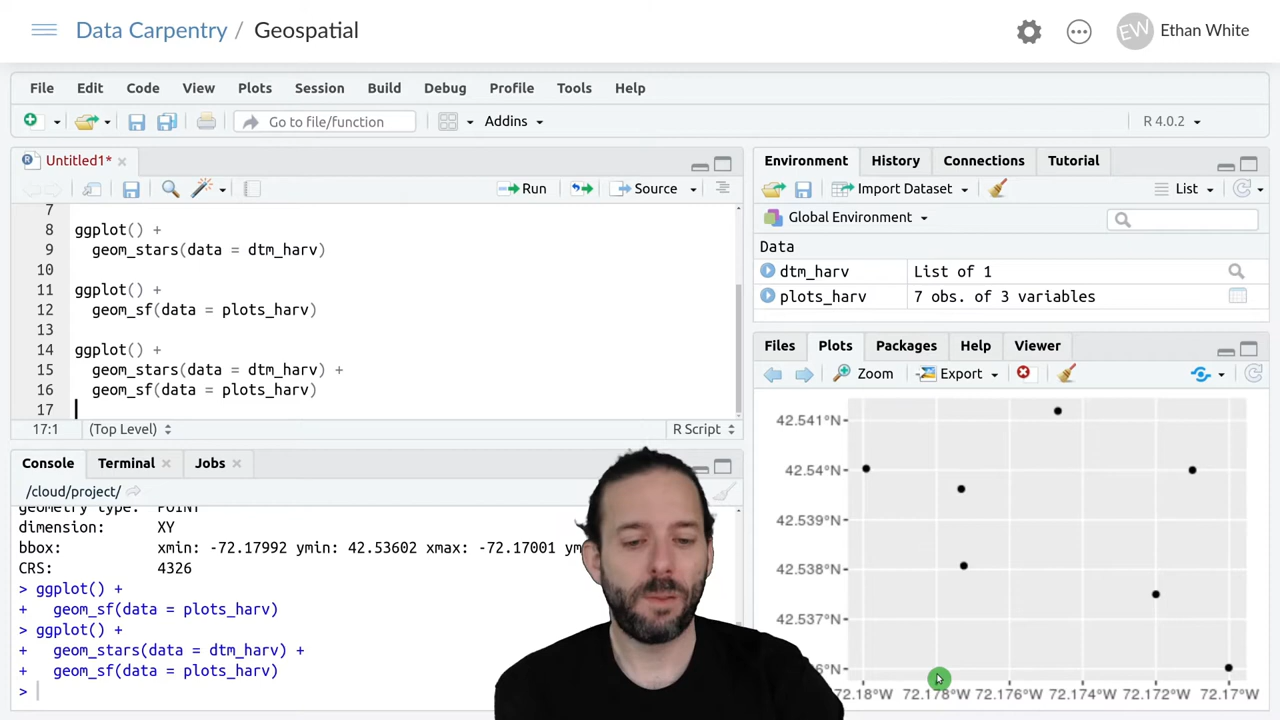 Data Carpentry / Geospatial
EW Ethan White
File Edit Code View Plots Session Build Debug Profile Tools Help
Go to file/function Addins R 4.0.2
Untitled1*
Run Source
7
8 ggplot() +
9 geom_stars(data = dtm_harv)
10
11 ggplot() +
12 geom_sf(data = plots_harv)
13
14 ggplot() +
15 geom_stars(data = dtm_harv) +
16 geom_sf(data = plots_harv)
17
17:1 (Top Level) R Script
Console Terminal Jobs
/cloud/project/
geometry type: POINT
dimension: XY
bbox: xmin: -72.17992 ymin: 42.53602 xmax: -72.17001
CRS: 4326
> ggplot() +
+ geom_sf(data = plots_harv)
> ggplot() +
+ geom_stars(data = dtm_harv) +
+ geom_sf(data = plots_harv)
>
Environment History Connections Tutorial
Import Dataset List
Global Environment
Data
dtm_harv List of 1
plots_harv 7 obs. of 3 variables
Files Plots Packages Help Viewer
Zoom Export
42.541°N
42.54°N
42.539°N
42.538°N
42.537°N
6°N
72.18°W 72.178°W 72.176°W 72.174°W 72.172°W 72.17°W